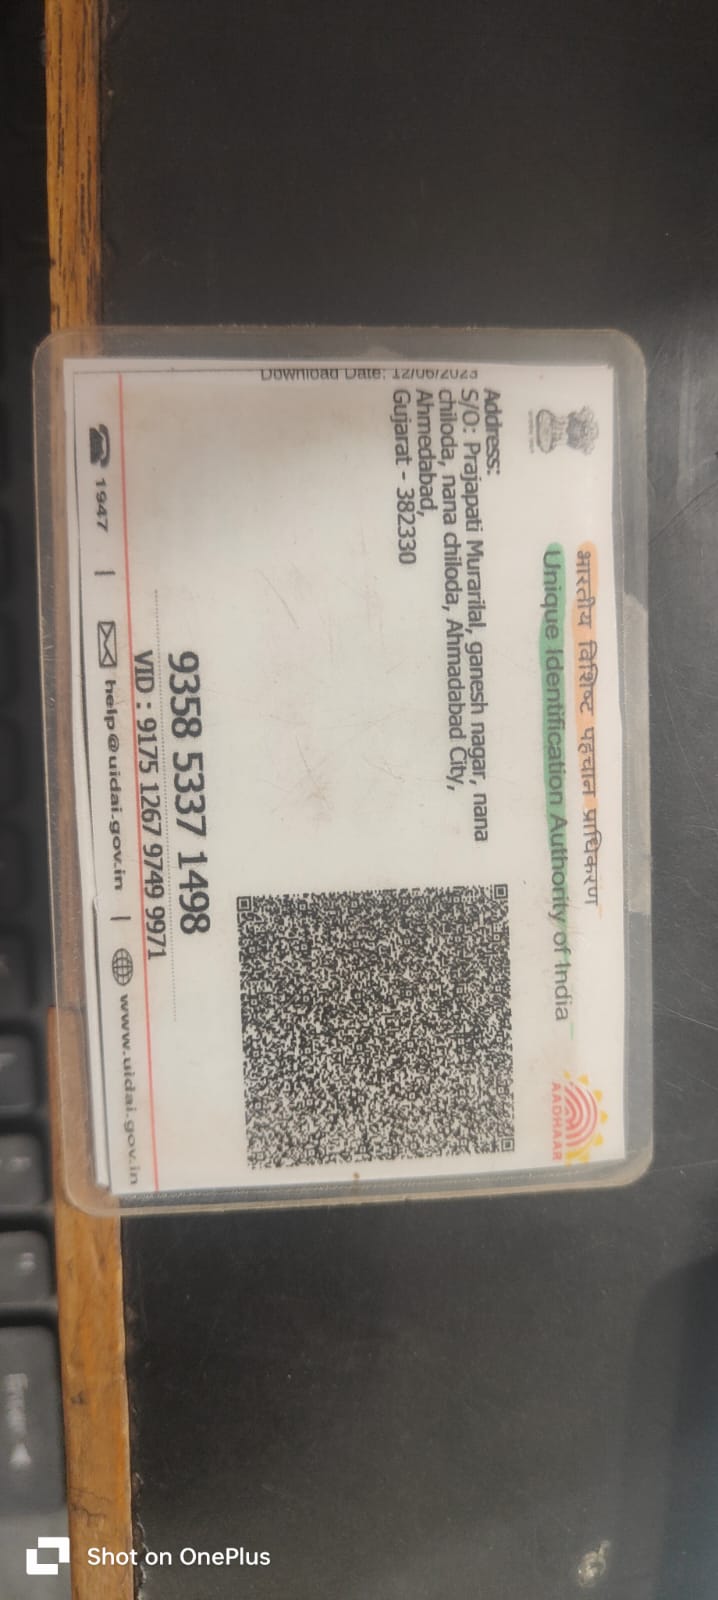 भारतीय विशिष्ट पहचान प्राधिकरण
Unique Identification Authority of India
AADHAAR
Download Date: 12/06/2023
Address:
S/O: Prajapati Murarilal, ganesh nagar, nana
chiloda, nana chiloda, Ahmadabad City,
Ahmedabad,
Gujarat - 382330
9358 5337 1498
VID : 9175 1267 9749 9971
1947 | help@uidai.gov.in | www.uidai.gov.in
Enter
Shot on OnePlus